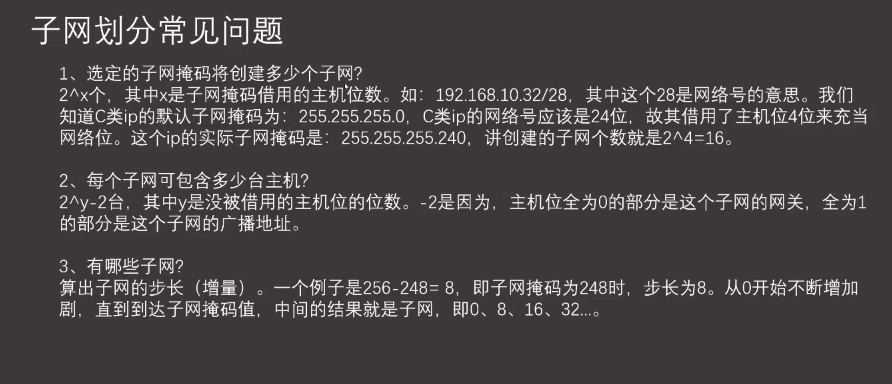 子网划分常见问题
1、选定的子网掩码将创建多少个子网?
2^x个，其中x是子网掩码借用的主机位数。如：192.168.10.32/28，其中这个28是网络号的意思。我们
知道C类ip的默认子网掩码为：255.255.255.0，C类ip的网络号应该是24位，故其借用了主机位4位来充当
网络位。这个ip的实际子网掩码是：255.255.255.240，讲创建的子网个数就是2^4=16。
2、每个子网可包含多少台主机?
2^y-2台，其中y是没被借用的主机位的位数。-2是因为，主机位全为0的部分是这个子网的网关，全为1
的部分是这个子网的广播地址。
3、有哪些子网?
算出子网的步长（增量）。一个例子是256-248= 8，即子网掩码为248时，步长为8。从0开始不断增加
剧，直到到达子网掩码值，中间的结果就是子网，即0、8、16、32...。